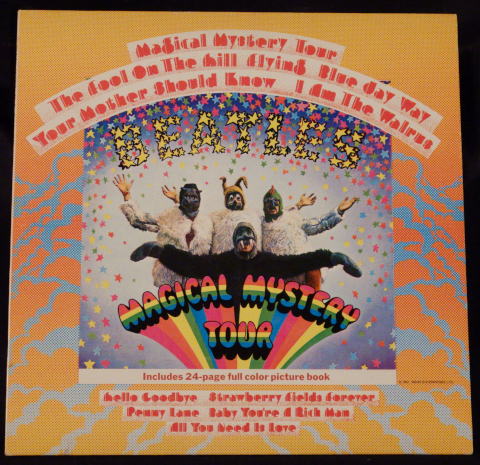 Magical Mystery Tour
The Fool On The Hill Flying Blue Jay Way
Your Mother Should Know I Am The Walrus
BEATLES
MAGICAL MYSTERY
TOUR
Includes 24-page full color picture book
Hello Goodbye Strawberry Fields Forever
Penny Lane Baby You're A Rich Man
All You Need Is Love